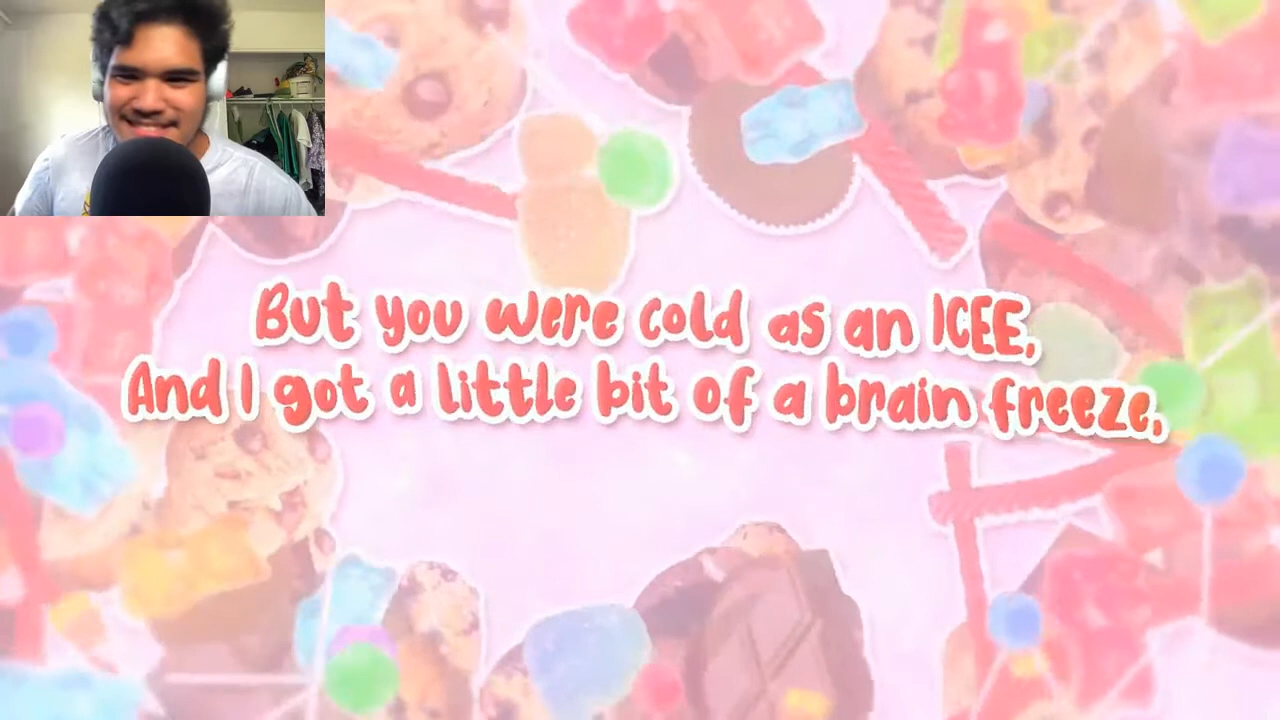 But you were cold as an ICEE,
And I got a little bit of a brain freeze,